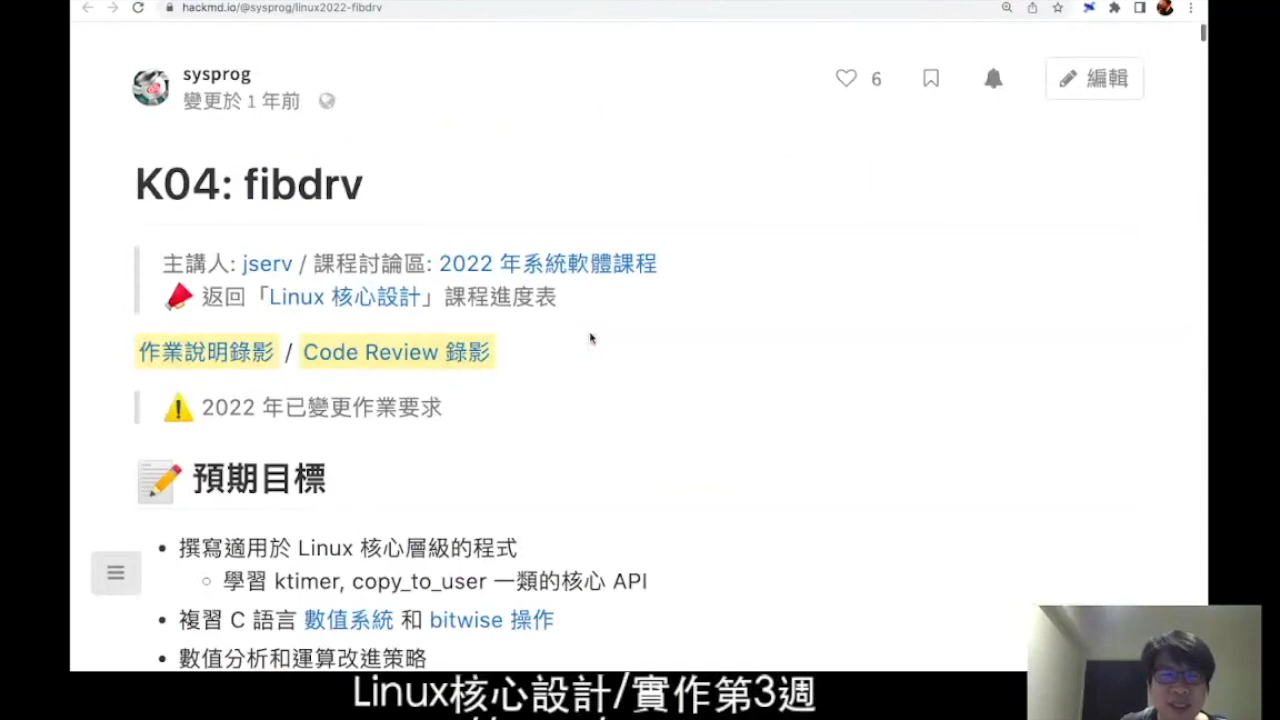 hackmd.io/@sysprog/linux2022-fibdrv
sysprog
變更於 1 年前
6
編輯
K04: fibdrv
主講人: jserv / 課程討論區: 2022 年系統軟體課程
返回「Linux 核心設計」課程進度表
作業說明錄影 / Code Review 錄影
2022 年已變更作業要求
預期目標
撰寫適用於 Linux 核心層級的程式
學習 ktimer, copy_to_user 一類的核心 API
複習 C 語言 數值系統 和 bitwise 操作
數值分析和運算改進策略
Linux核心設計/實作第3週